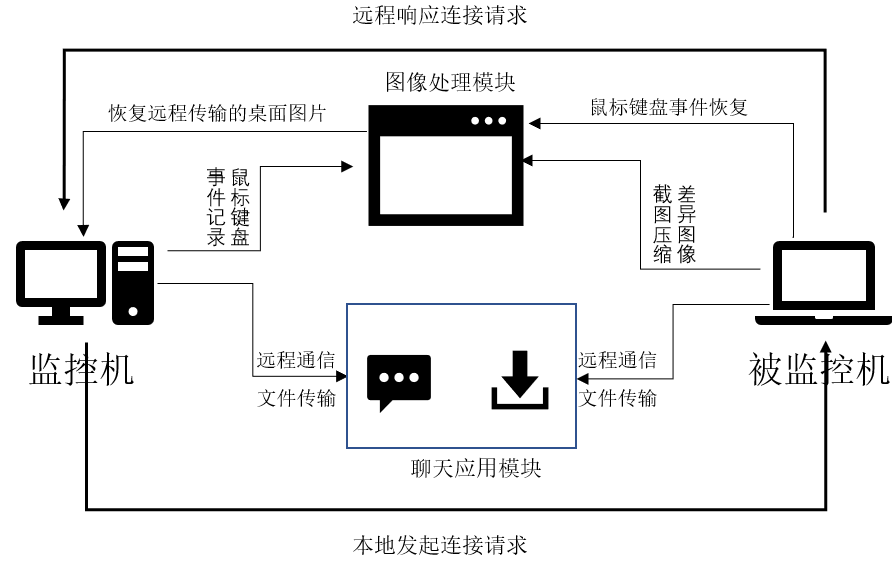 远程响应连接请求
图像处理模块
恢复远程传输的桌面图片
鼠标键盘事件恢复
鼠标键盘
事件记录
差异图像
截图压缩
监控机
被监控机
远程通信
文件传输
远程通信
文件传输
聊天应用模块
本地发起连接请求